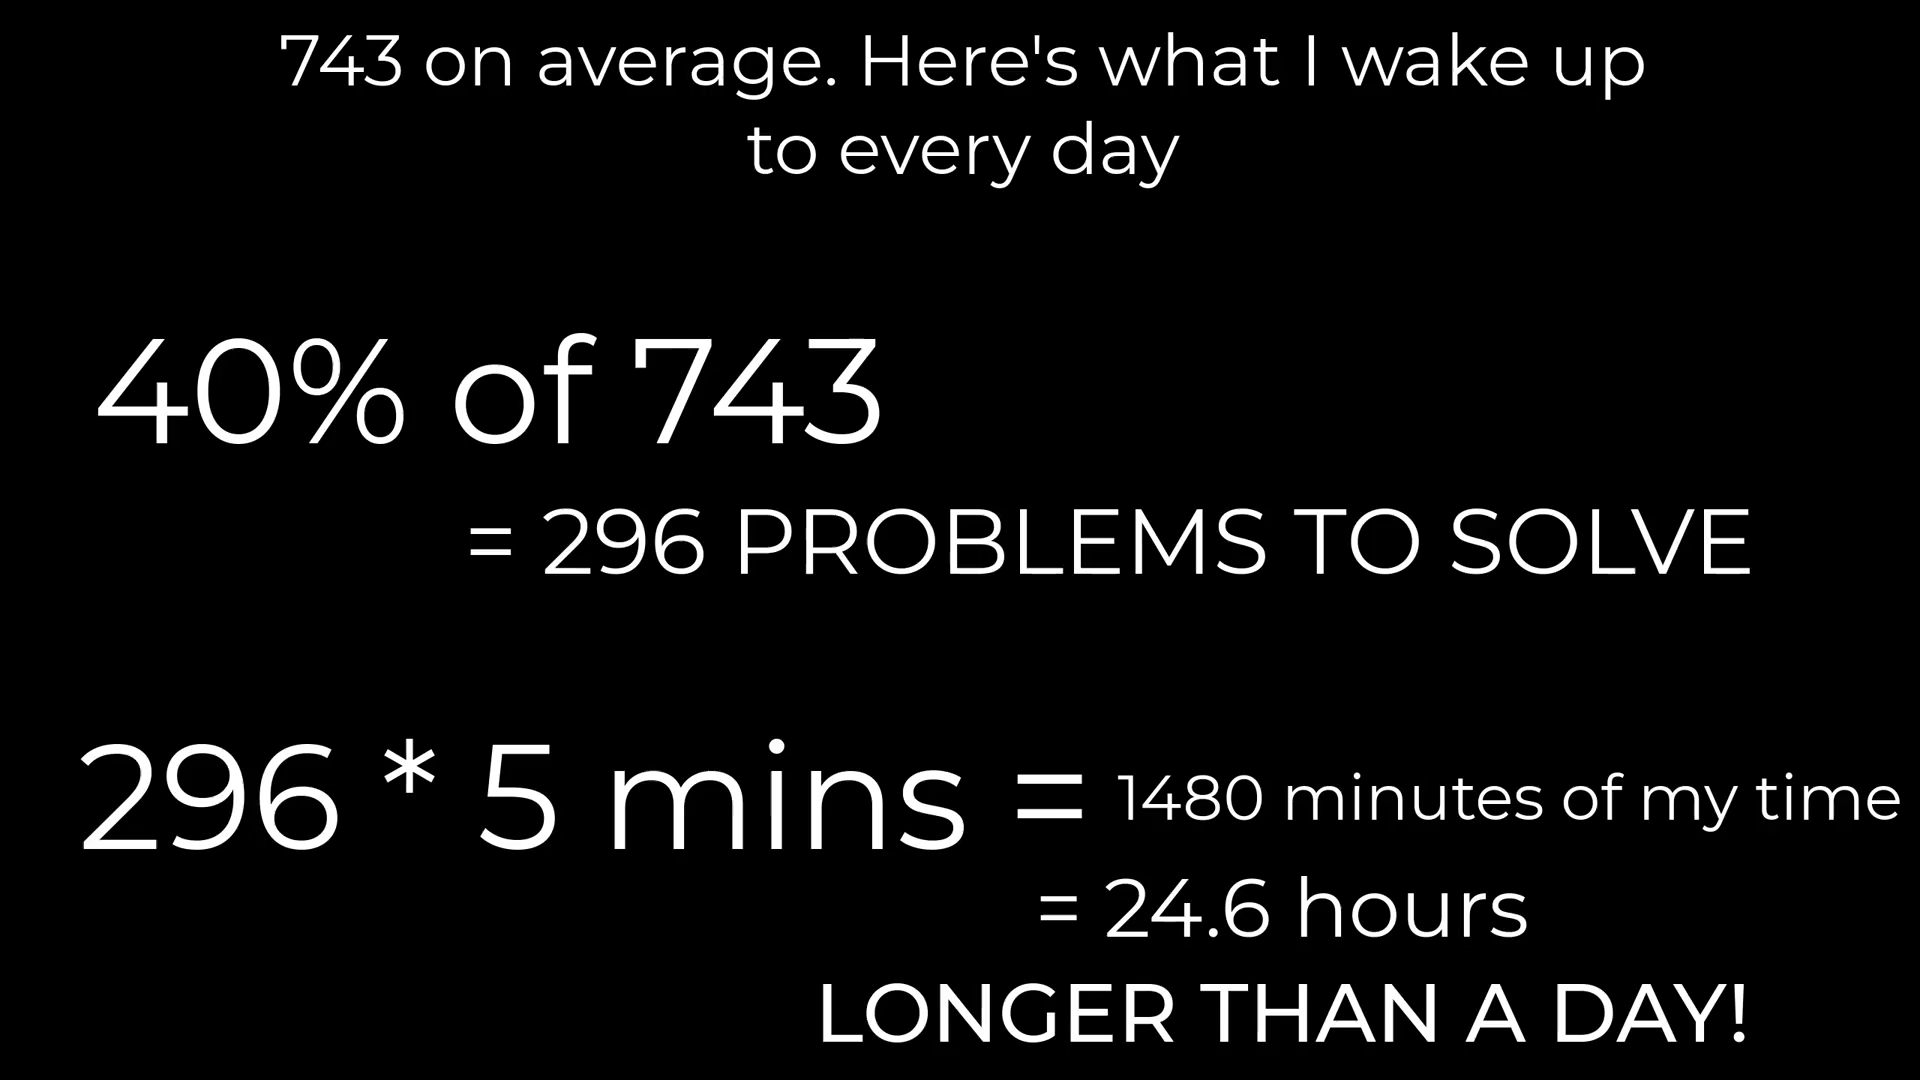 743 on average. Here's what I wake up
to every day
40% of 743
= 296 PROBLEMS TO SOLVE
296 * 5 mins = 1480 minutes of my time
= 24.6 hours
LONGER THAN A DAY!